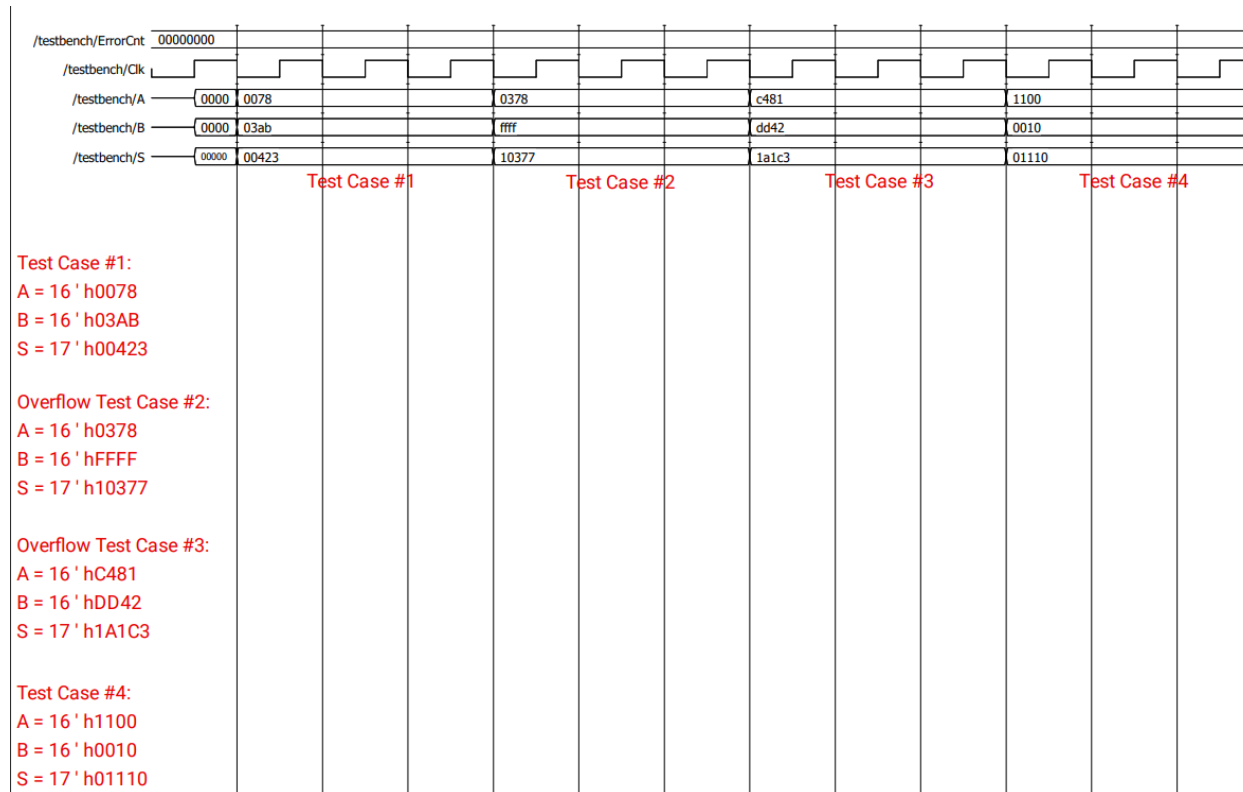 /testbench/ErrorCnt 00000000
/testbench/Clk
/testbench/A 0000 0078 0378 c481 1100
/testbench/B 0000 03ab ffff dd42 0010
/testbench/S 00000 00423 10377 1a1c3 01110
Test Case #1 Test Case #2 Test Case #3 Test Case #4
Test Case #1:
A = 16 ' h0078
B = 16 ' h03AB
S = 17 ' h00423
Overflow Test Case #2:
A = 16 ' h0378
B = 16 ' hFFFF
S = 17 ' h10377
Overflow Test Case #3:
A = 16 ' hC481
B = 16 ' hDD42
S = 17 ' h1A1C3
Test Case #4:
A = 16 ' h1100
B = 16 ' h0010
S = 17 ' h01110